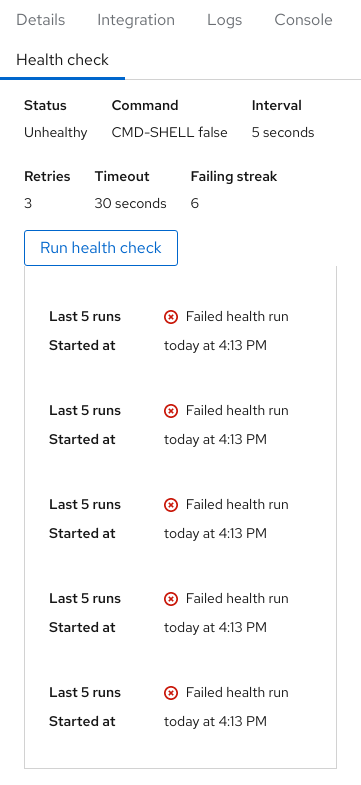 Details Integration Logs Console
Health check
Status Command Interval
Unhealthy CMD-SHELL false 5 seconds
Retries Timeout Failing streak
3 30 seconds 6
Run health check
Last 5 runs Failed health run
Started at today at 4:13 PM
Last 5 runs Failed health run
Started at today at 4:13 PM
Last 5 runs Failed health run
Started at today at 4:13 PM
Last 5 runs Failed health run
Started at today at 4:13 PM
Last 5 runs Failed health run
Started at today at 4:13 PM